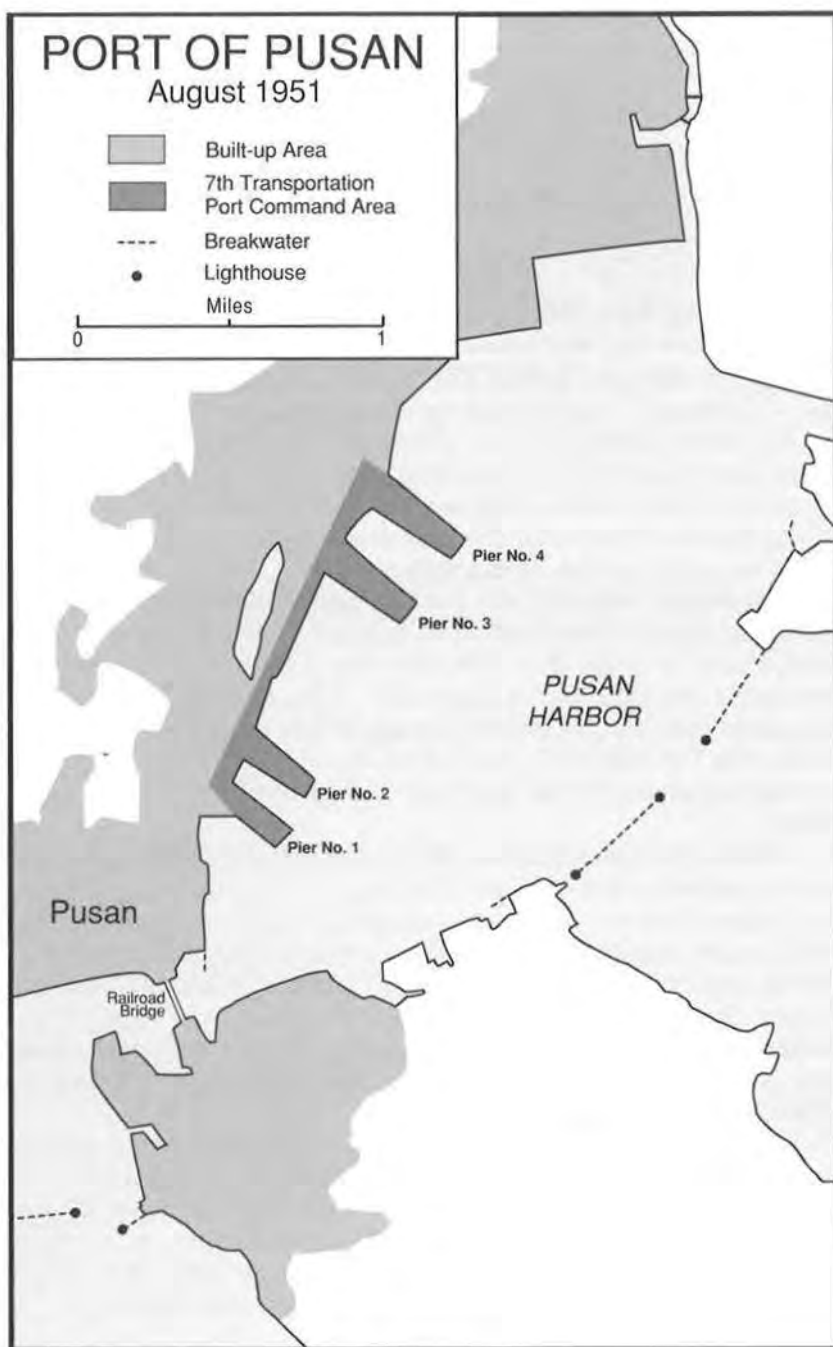 PORT OF PUSAN
August 1951
Built-up Area
7th Transportation
Port Command Area
Breakwater
Lighthouse
Miles
0 1
Pier No. 4
Pier No. 3
PUSAN
HARBOR
Pier No. 2
Pier No. 1
Pusan
Railroad
Bridge